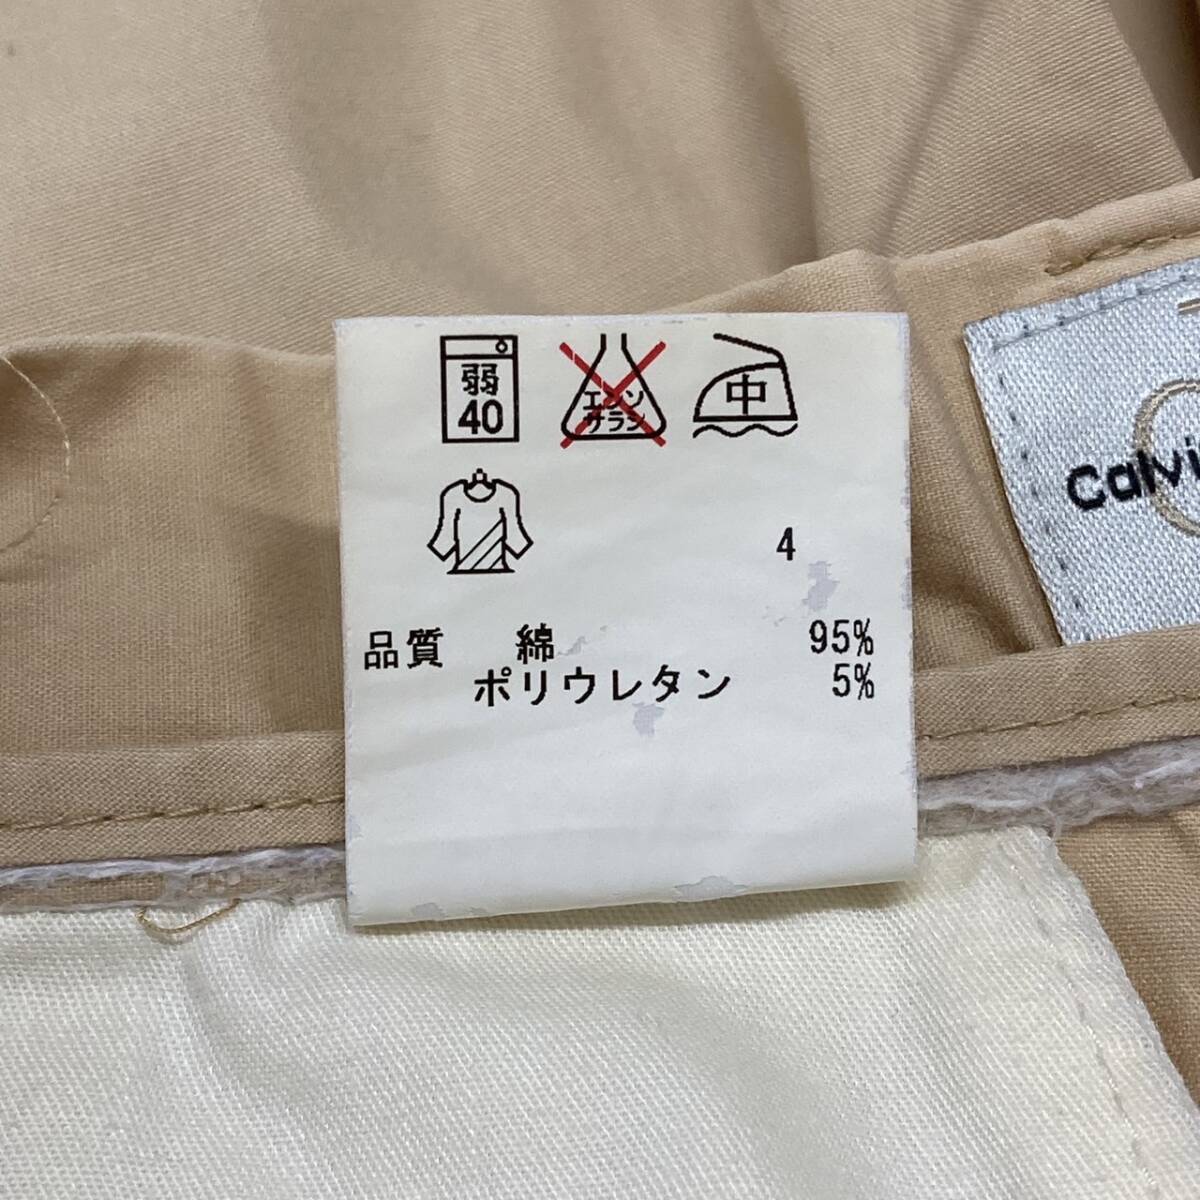 弱
40
エンソ
サラシ
中
4
品質 綿 95%
ポリウレタン 5%
Calvi